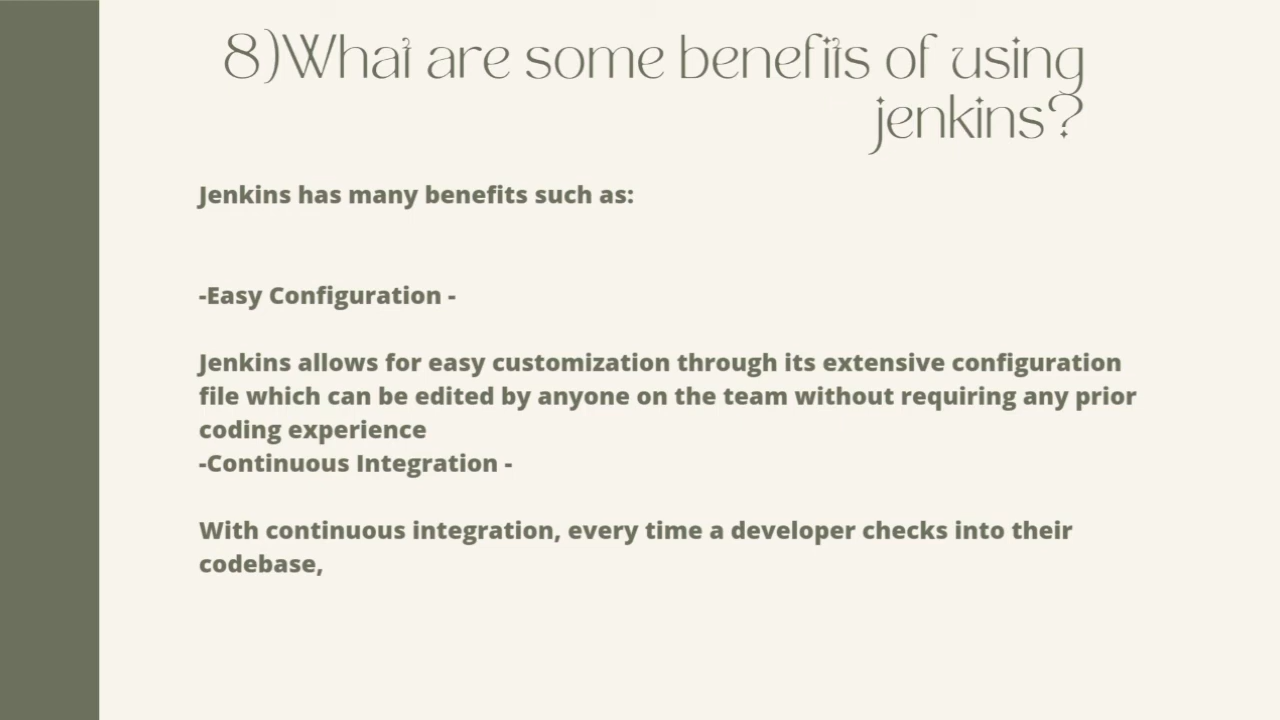 8)What are some benefits of using
jenkins?
Jenkins has many benefits such as:
-Easy Configuration -
Jenkins allows for easy customization through its extensive configuration
file which can be edited by anyone on the team without requiring any prior
coding experience
-Continuous Integration -
With continuous integration, every time a developer checks into their
codebase,